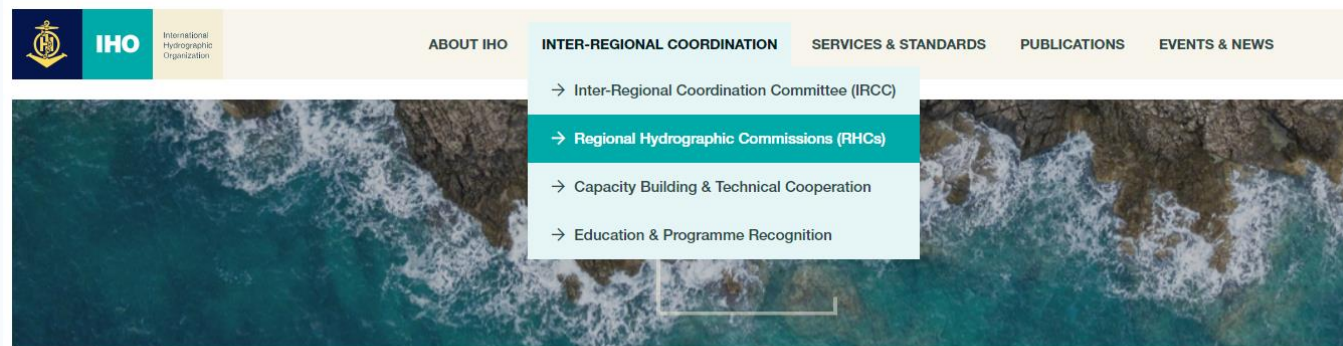 IHO
International
Hydrographic
Organization
ABOUT IHO INTER-REGIONAL COORDINATION SERVICES & STANDARDS PUBLICATIONS EVENTS & NEWS
→ Inter-Regional Coordination Committee (IRCC)
→ Regional Hydrographic Commissions (RHCs)
→ Capacity Building & Technical Cooperation
→ Education & Programme Recognition